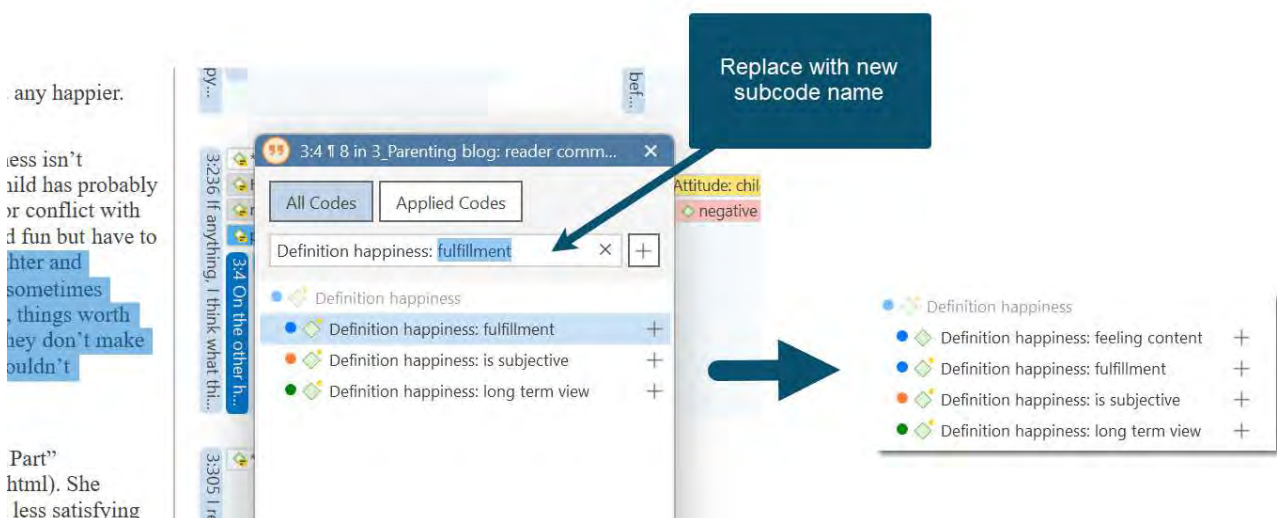 any happier.
ess isn't
hild has probably
or conflict with
d fun but have to
hter and
sometimes
, things worth
hey don't make
ouldn't
Part"
html). She
less satisfying
py...
bef...
3:236 If anything, I think what thi...
3:4 On the other h...
3:305 I re
Attitude: chil
negative
Replace with new
subcode name
3:4 ¶ 8 in 3_Parenting blog: reader comm...
All Codes Applied Codes
Definition happiness: fulfillment
Definition happiness
Definition happiness: fulfillment
Definition happiness: is subjective
Definition happiness: long term view
Definition happiness
Definition happiness: feeling content
Definition happiness: fulfillment
Definition happiness: is subjective
Definition happiness: long term view